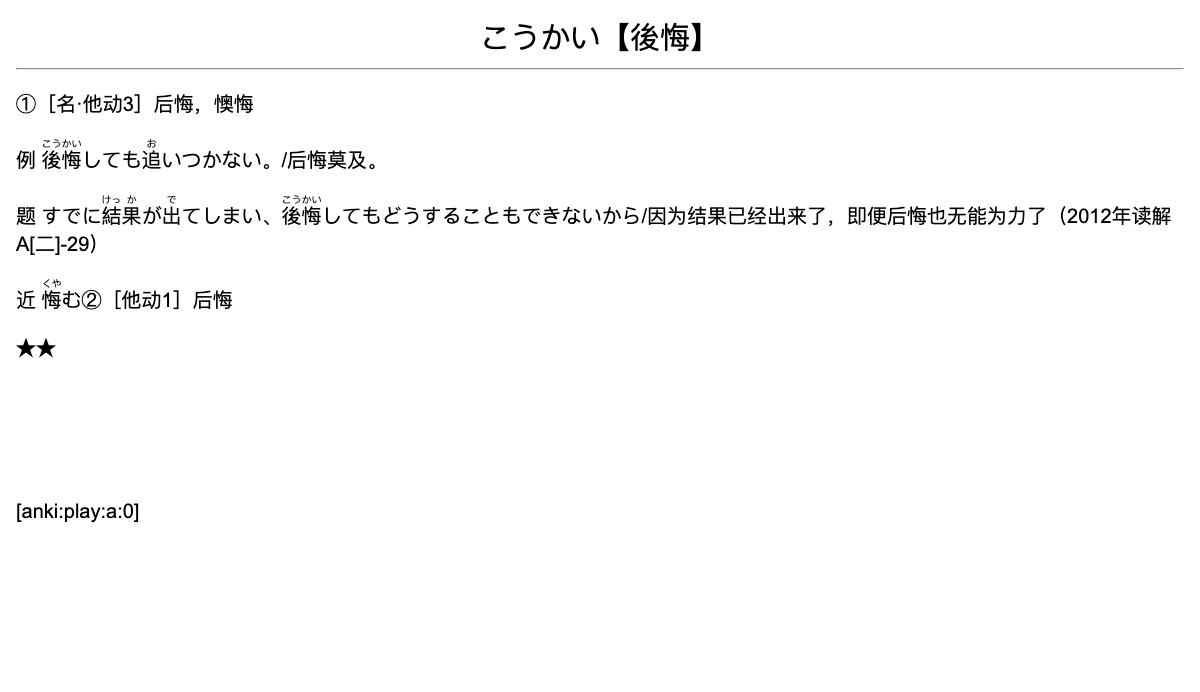 こうかい【後悔】
①［名·他动3］后悔，懊悔
こうかい お
例 後悔しても追いつかない。/后悔莫及。
けっ か で こうかい
题 すでに結果が出てしまい、後悔してもどうすることもできないから/因为结果已经出来了，即便后悔也无能为力了（2012年读解
A[二]-29）
くや
近 悔む②［他动1］后悔
★★
[anki:play:a:0]